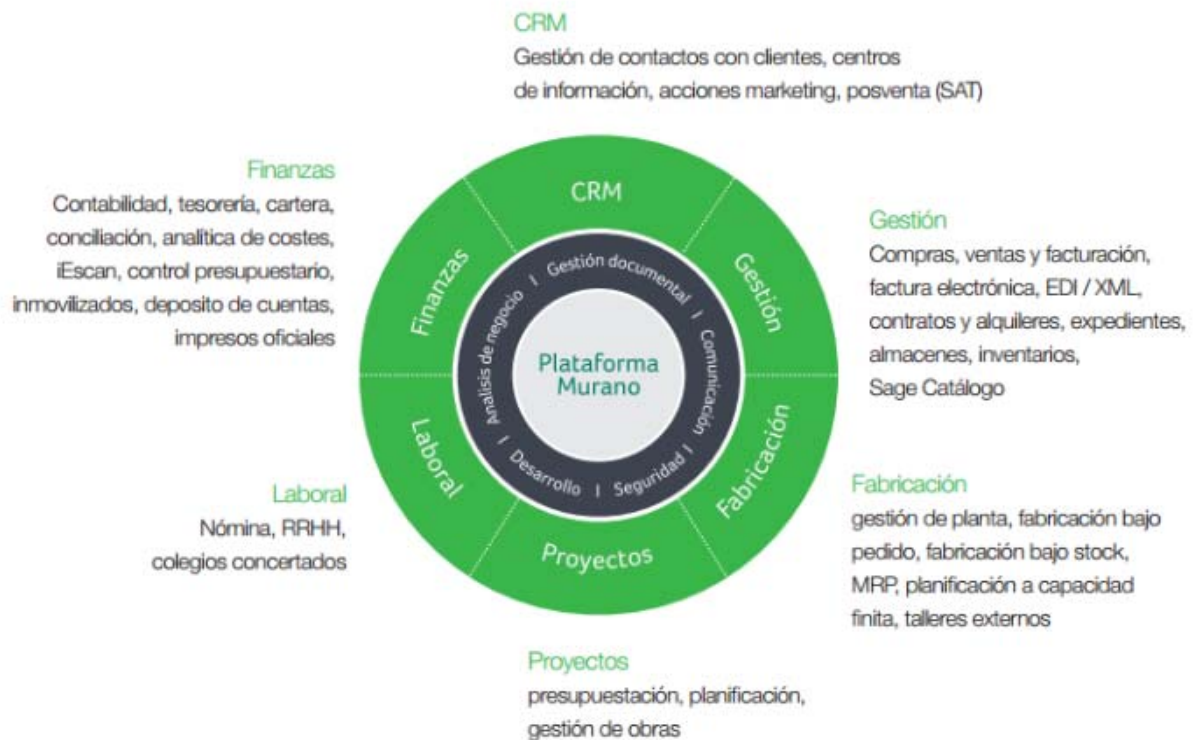 CRM
Gestión de contactos con clientes, centros
de información, acciones marketing, posventa (SAT)
Finanzas
Contabilidad, tesorería, cartera,
conciliación, analítica de costes,
iEscan, control presupuestario,
inmovilizados, deposito de cuentas,
impresos oficiales
Gestión
Compras, ventas y facturación,
factura electrónica, EDI / XML,
contratos y alquileres, expedientes,
almacenes, inventarios,
Sage Catálogo
CRM
Gestión
Fabricación
Proyectos
Laboral
Finanzas
Gestión documental I Comunicación I Seguridad I Desarrollo I Analisis de negocio I
Plataforma
Murano
Laboral
Nómina, RRHH,
colegios concertados
Fabricación
gestión de planta, fabricación bajo
pedido, fabricación bajo stock,
MRP, planificación a capacidad
finita, talleres externos
Proyectos
presupuestación, planificación,
gestión de obras